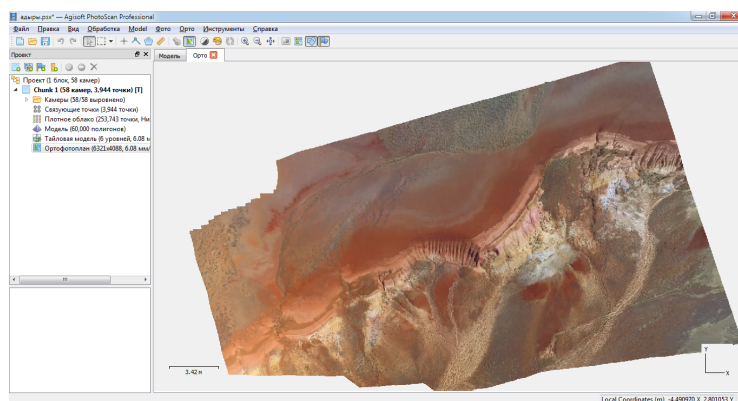 адыры.psx* — Agisoft PhotoScan Professional
Файл Правка Вид Обработка Model Фото Орто Инструменты Справка
Проект
Модель Орто
Проект (1 блок, 58 камер)
Chunk 1 (58 камер, 3,944 точки) [T]
Камеры (58/58 выровнено)
Связующие точки (3,944 точки)
Плотное облако (253,743 точки, Ни
Модель (60,000 полигонов)
Тайловая модель (6 уровней, 6.08 м
Ортофотоплан (6321x4088, 6.08 мм/
3.42 м
Y
X
Local Coordinates (m) -4.490920 X 2.801053 Y